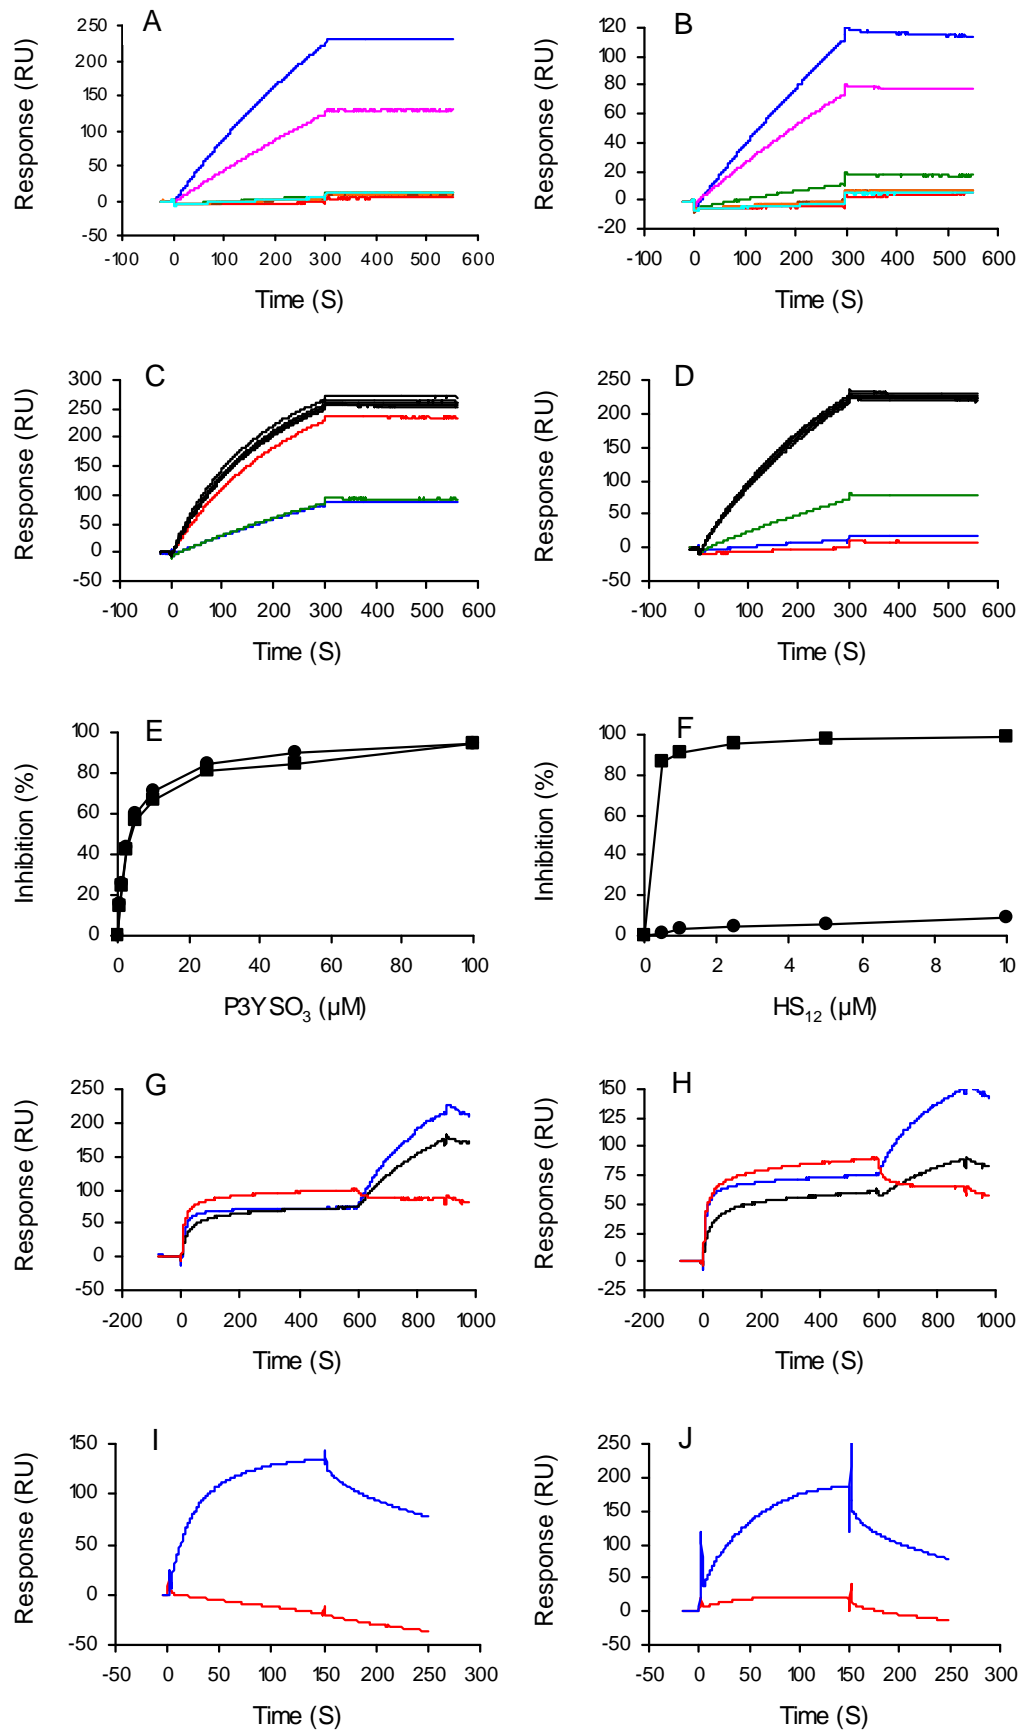 A
Response (RU)
250
200
150
100
50
0
-50
-100 0 100 200 300 400 500 600
Time (S)
B
Response (RU)
120
100
80
60
40
20
0
-20
-100 0 100 200 300 400 500 600
Time (S)
C
Response (RU)
300
250
200
150
100
50
0
-50
-100 0 100 200 300 400 500 600
Time (S)
D
Response (RU)
250
200
150
100
50
0
-50
-100 0 100 200 300 400 500 600
Time (S)
E
Inhibition (%)
100
80
60
40
20
0
0 20 40 60 80 100
P3YSO₃ (µM)
F
Inhibition (%)
100
80
60
40
20
0
0 2 4 6 8 10
HS₁₂ (µM)
G
Response (RU)
250
200
150
100
50
0
-50
-200 0 200 400 600 800 1000
Time (S)
H
Response (RU)
150
125
100
75
50
25
0
-25
-200 0 200 400 600 800 1000
Time (S)
I
Response (RU)
150
100
50
0
-50
-50 0 50 100 150 200 250 300
Time (S)
J
Response (RU)
250
200
150
100
50
0
-50
-50 0 50 100 150 200 250 300
Time (S)